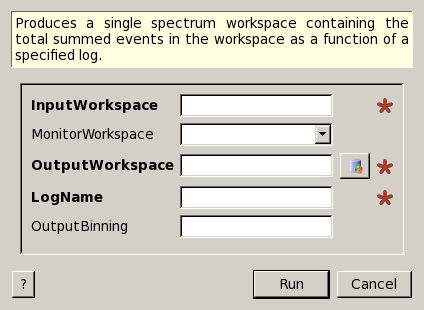 Produces a single spectrum workspace containing the
total summed events in the workspace as a function of a
specified log.
InputWorkspace
MonitorWorkspace
OutputWorkspace
LogName
OutputBinning
? Run Cancel